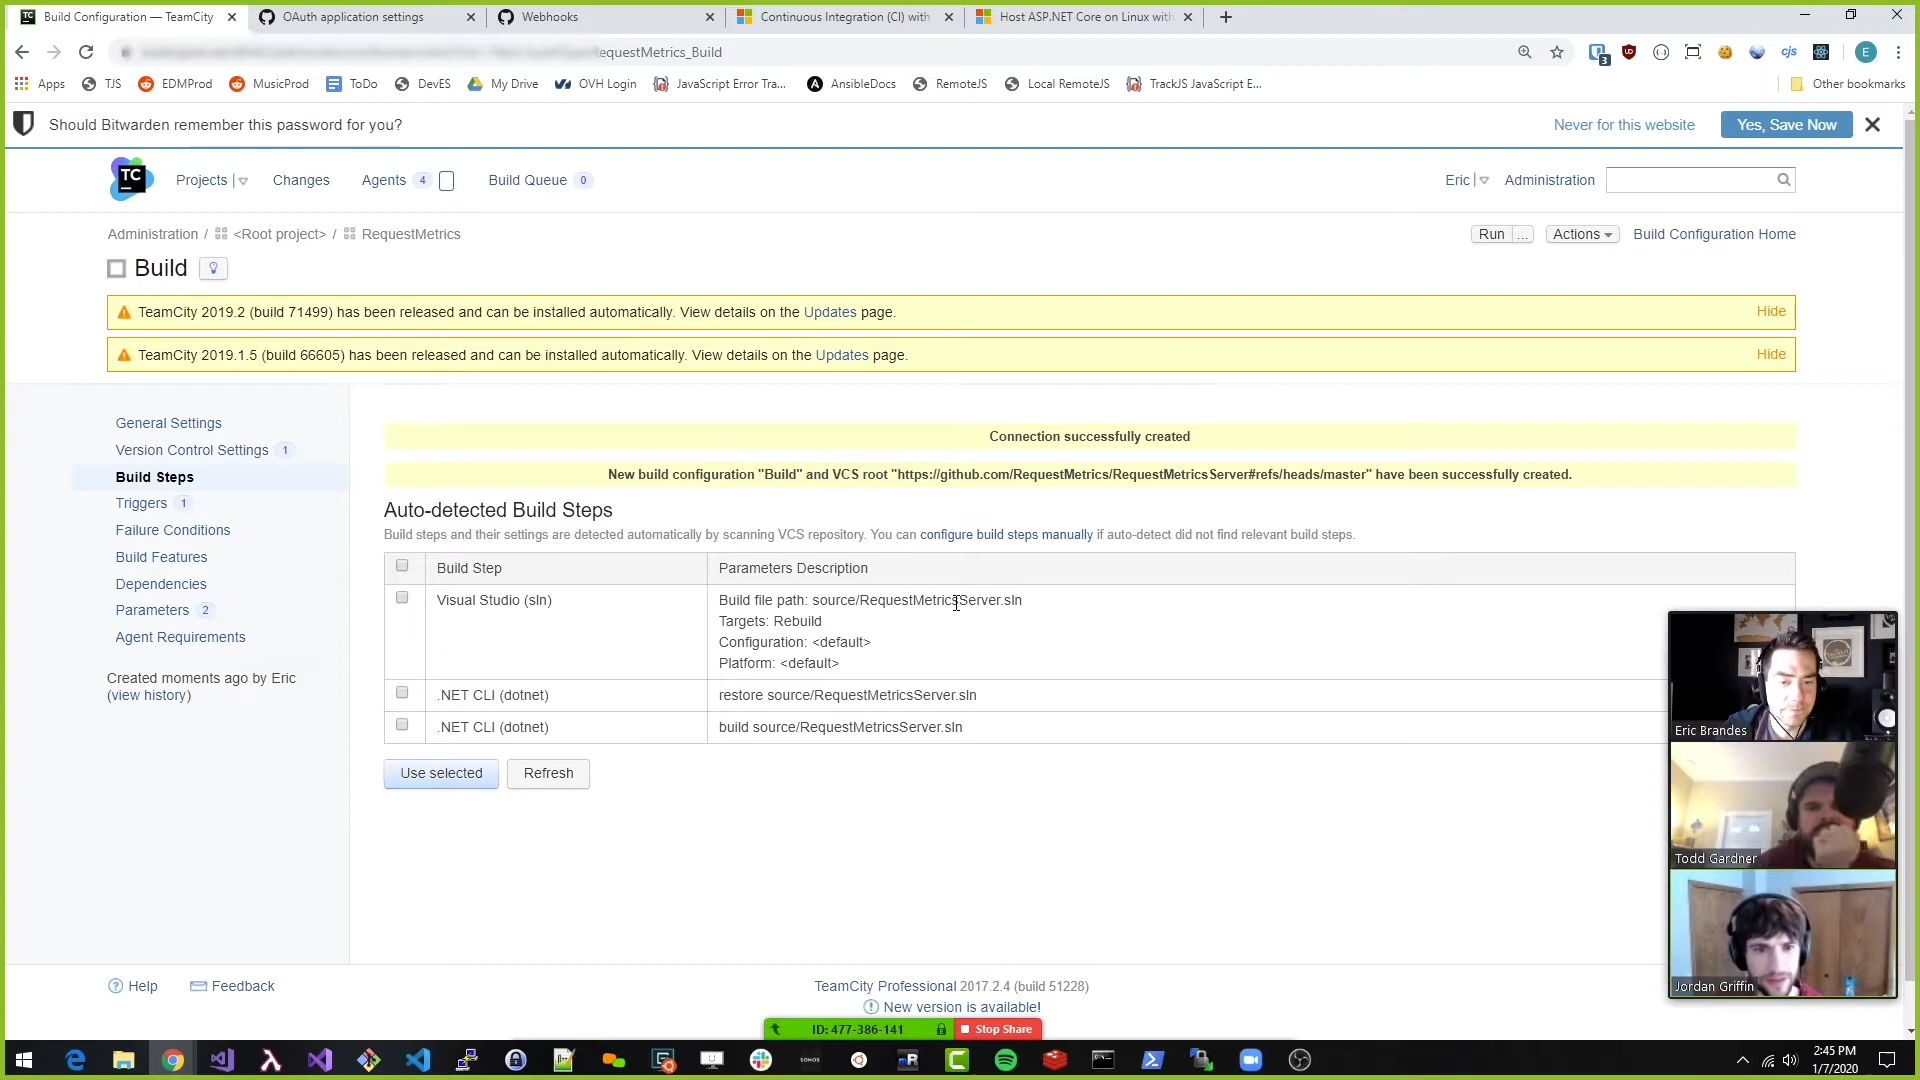 Build Configuration — TeamCity
OAuth application settings
Webhooks
Continuous Integration (CI) with
Host ASP.NET Core on Linux with
equestMetrics_Build
Apps
TJS
EDMProd
MusicProd
ToDo
DevES
My Drive
OVH Login
JavaScript Error Tra...
AnsibleDocs
RemoteJS
Local RemoteJS
TrackJS JavaScript E...
Other bookmarks
Should Bitwarden remember this password for you?
Never for this website
Yes, Save Now
TC
Projects
Changes
Agents 4
Build Queue 0
Eric
Administration
Administration / <Root project> / RequestMetrics
Run ...
Actions
Build Configuration Home
Build
TeamCity 2019.2 (build 71499) has been released and can be installed automatically. View details on the Updates page.
Hide
TeamCity 2019.1.5 (build 66605) has been released and can be installed automatically. View details on the Updates page.
Hide
General Settings
Version Control Settings 1
Build Steps
Triggers 1
Failure Conditions
Build Features
Dependencies
Parameters 2
Agent Requirements
Created moments ago by Eric
(view history)
Connection successfully created
New build configuration "Build" and VCS root "https://github.com/RequestMetrics/RequestMetricsServer#refs/heads/master" have been successfully created.
Auto-detected Build Steps
Build steps and their settings are detected automatically by scanning VCS repository. You can configure build steps manually if auto-detect did not find relevant build steps.
Build Step
Parameters Description
Visual Studio (sln)
Build file path: source/RequestMetricsServer.sln
Targets: Rebuild
Configuration: <default>
Platform: <default>
.NET CLI (dotnet)
restore source/RequestMetricsServer.sln
.NET CLI (dotnet)
build source/RequestMetricsServer.sln
Use selected
Refresh
Eric Brandes
Todd Gardner
Jordan Griffin
Help
Feedback
TeamCity Professional 2017.2.4 (build 51228)
New version is available!
ID: 477-386-141
Stop Share
SONOS
2:45 PM
1/7/2020